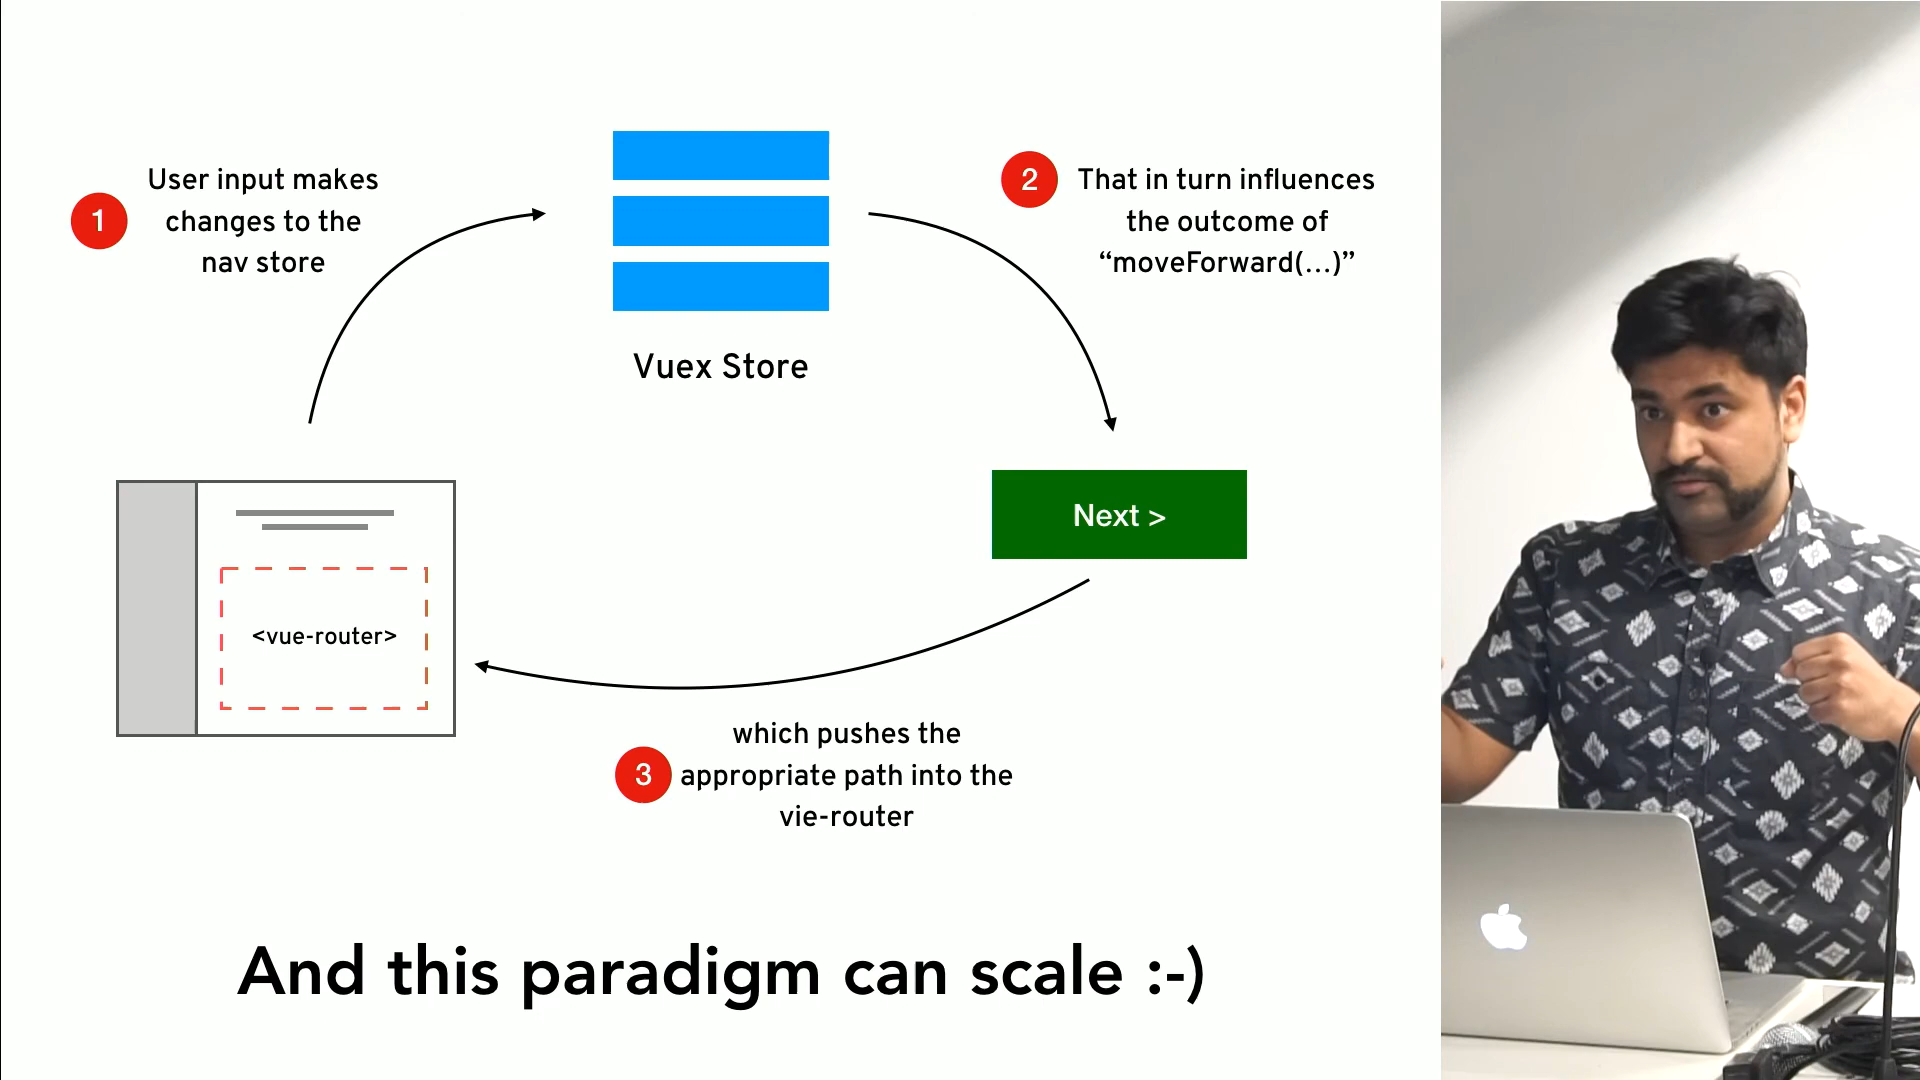 1
User input makes
changes to the
nav store
Vuex Store
2
That in turn influences
the outcome of
“moveForward(...)”
Next >
<vue-router>
3
which pushes the
appropriate path into the
vie-router
And this paradigm can scale :-)